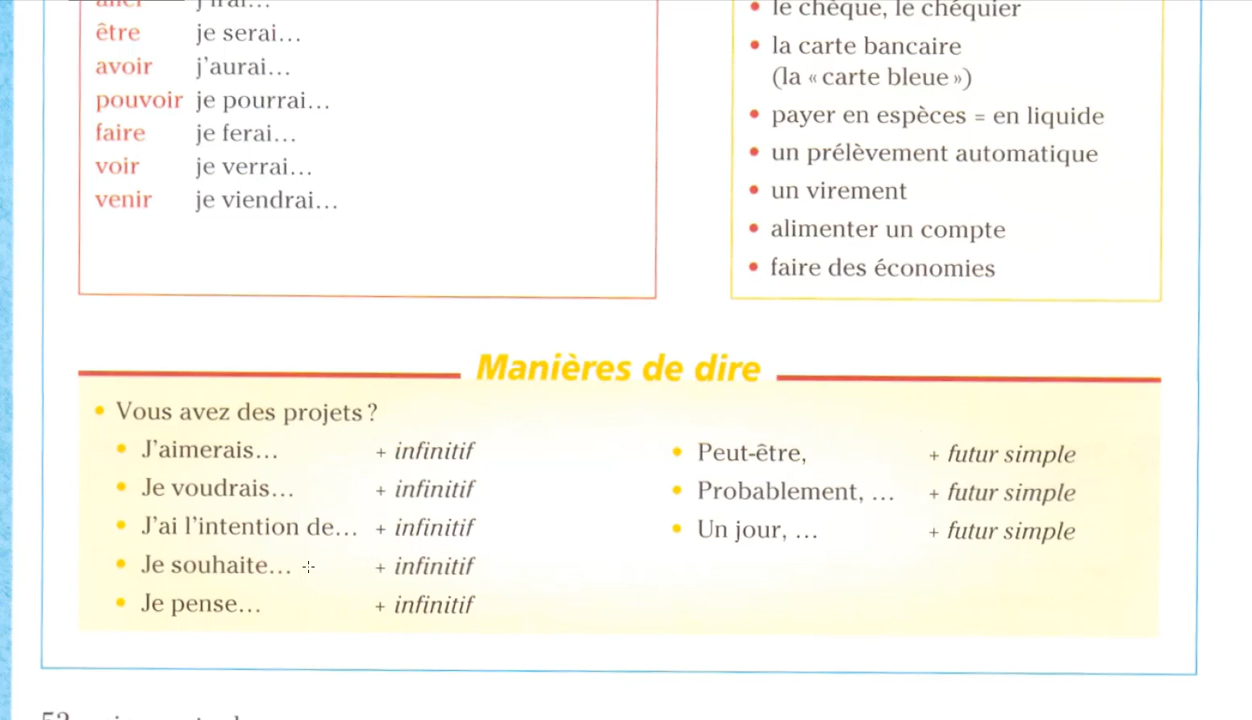 j'irai…
être je serai…
avoir j'aurai…
pouvoir je pourrai…
faire je ferai…
voir je verrai…
venir je viendrai…
• le chèque, le chéquier
• la carte bancaire
(la « carte bleue »)
• payer en espèces = en liquide
• un prélèvement automatique
• un virement
• alimenter un compte
• faire des économies
Manières de dire
• Vous avez des projets ?
• J'aimerais… + infinitif
• Je voudrais… + infinitif
• J'ai l'intention de… + infinitif
• Je souhaite… + infinitif
• Je pense… + infinitif
• Peut-être, + futur simple
• Probablement, … + futur simple
• Un jour, … + futur simple